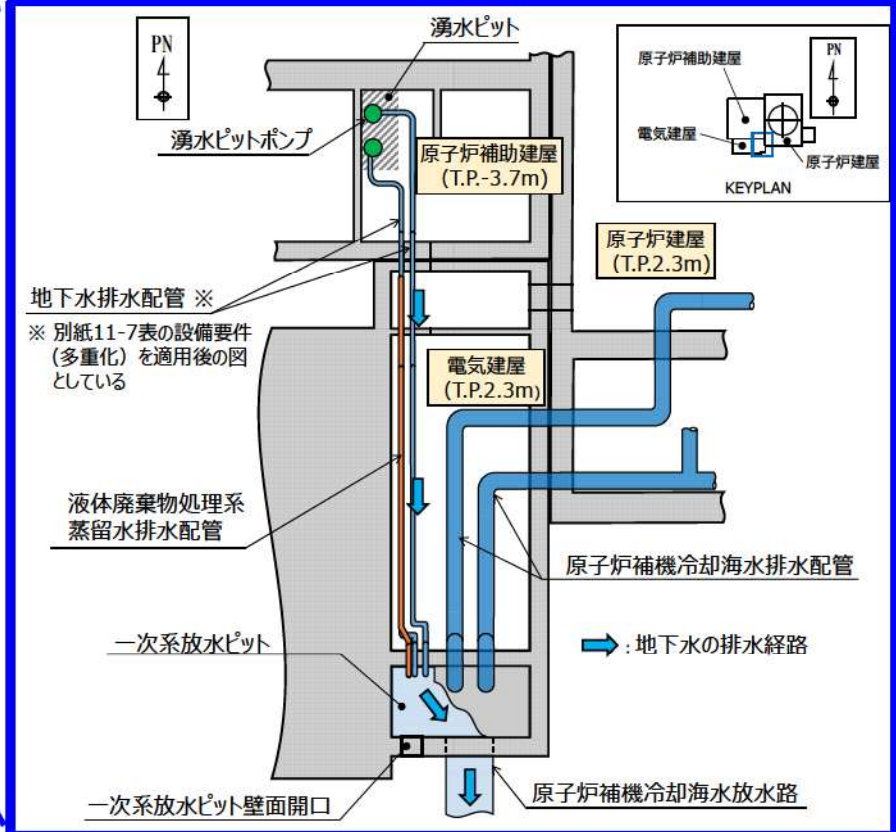 PN
湧水ピット
湧水ピットポンプ
原子炉補助建屋
(T.P.-3.7m)
原子炉補助建屋
PN
電気建屋
原子炉建屋
KEYPLAN
原子炉建屋
(T.P.2.3m)
地下水排水配管 ※
※ 別紙11-7表の設備要件
(多重化) を適用後の図
としている
電気建屋
(T.P.2.3m)
液体廃棄物処理系
蒸留水排水配管
原子炉補機冷却海水排水配管
一次系放水ピット
:地下水の排水経路
一次系放水ピット壁面開口
原子炉補機冷却海水放水路